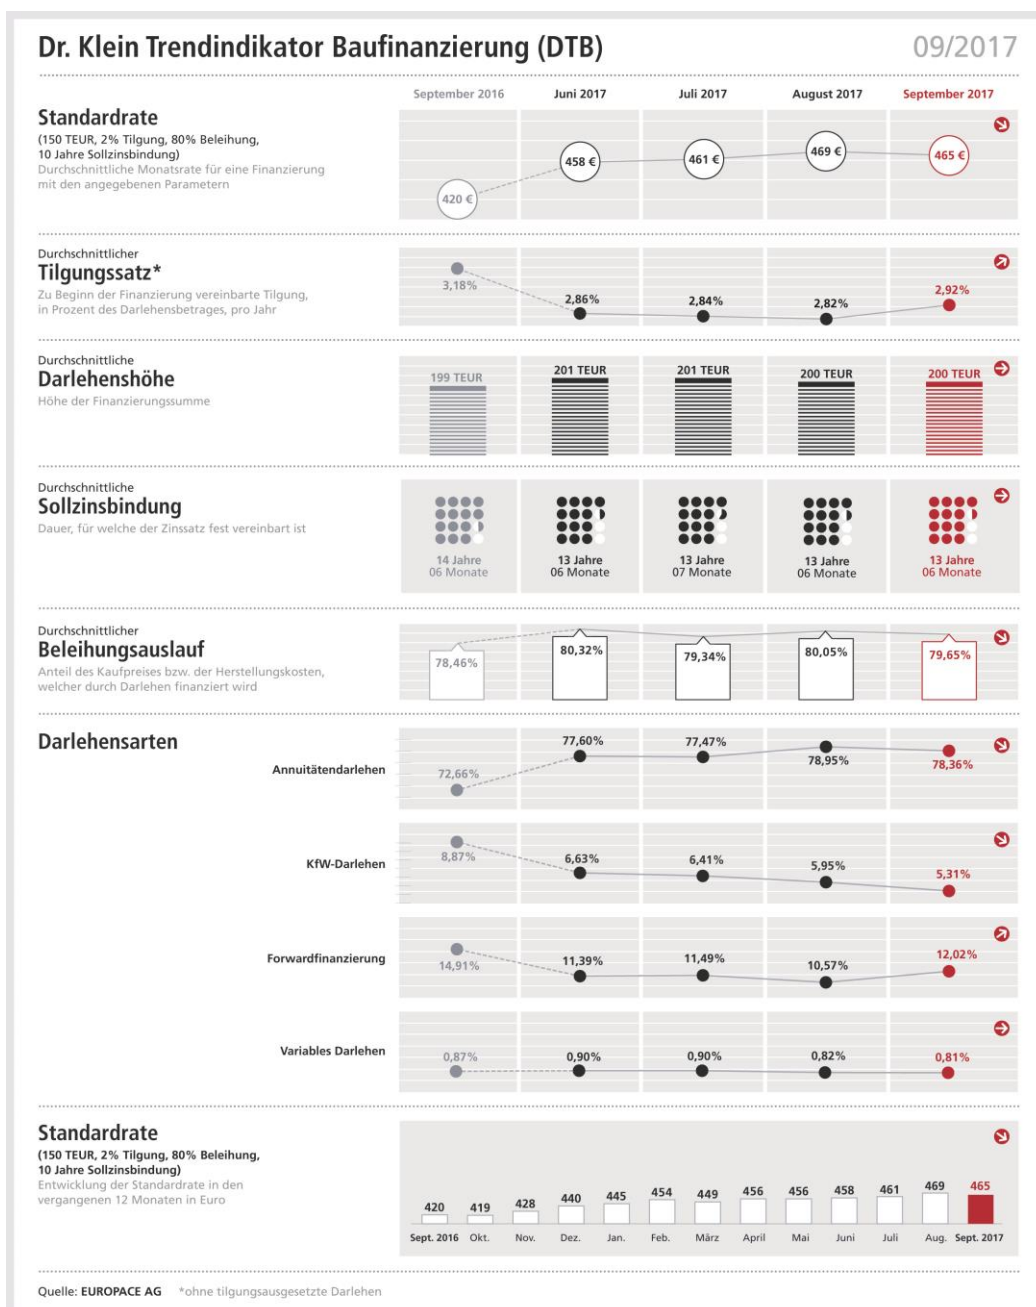 Dr. Klein Trendindikator Baufinanzierung (DTB) 09/2017
September 2016 Juni 2017 Juli 2017 August 2017 September 2017
Standardrate
(150 TEUR, 2% Tilgung, 80% Beleihung,
10 Jahre Sollzinsbindung)
Durchschnittliche Monatsrate für eine Finanzierung
mit den angegebenen Parametern
420 € 458 € 461 € 469 € 465 €
Durchschnittlicher
Tilgungssatz*
Zu Beginn der Finanzierung vereinbarte Tilgung,
in Prozent des Darlehensbetrages, pro Jahr
3,18% 2,86% 2,84% 2,82% 2,92%
Durchschnittliche
Darlehenshöhe
Höhe der Finanzierungssumme
199 TEUR 201 TEUR 201 TEUR 200 TEUR 200 TEUR
Durchschnittliche
Sollzinsbindung
Dauer, für welche der Zinssatz fest vereinbart ist
14 Jahre 13 Jahre 13 Jahre 13 Jahre 13 Jahre
06 Monate 06 Monate 07 Monate 06 Monate 06 Monate
Durchschnittlicher
Beleihungsauslauf
Anteil des Kaufpreises bzw. der Herstellungskosten,
welcher durch Darlehen finanziert wird
78,46% 80,32% 79,34% 80,05% 79,65%
Darlehensarten
Annuitätendarlehen
72,66% 77,60% 77,47% 78,95% 78,36%
KfW-Darlehen
8,87% 6,63% 6,41% 5,95% 5,31%
Forwardfinanzierung
14,91% 11,39% 11,49% 10,57% 12,02%
Variables Darlehen
0,87% 0,90% 0,90% 0,82% 0,81%
Standardrate
(150 TEUR, 2% Tilgung, 80% Beleihung,
10 Jahre Sollzinsbindung)
Entwicklung der Standardrate in den
vergangenen 12 Monaten in Euro
420 419 428 440 445 454 449 456 456 458 461 469 465
Sept. 2016 Okt. Nov. Dez. Jan. Feb. März April Mai Juni Juli Aug. Sept. 2017
Quelle: EUROPACE AG *ohne tilgungsausgesetzte Darlehen